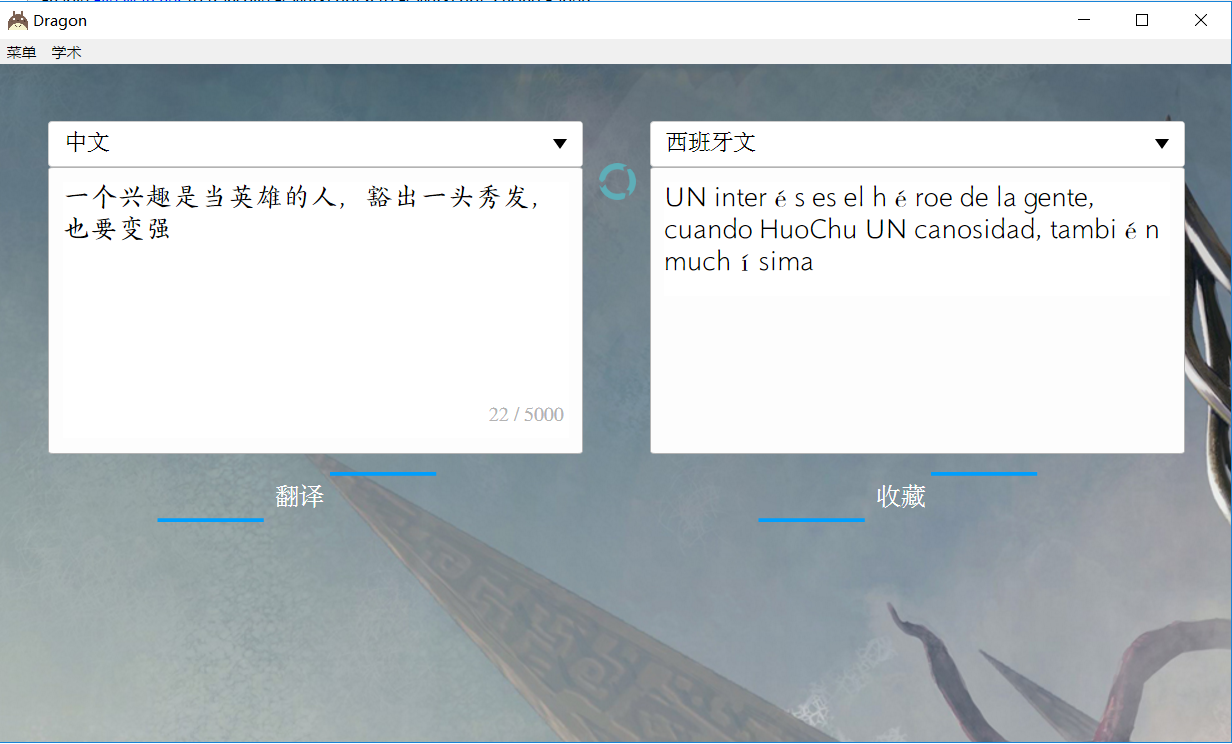 Dragon
菜单 学术
中文
一个兴趣是当英雄的人，豁出一头秀发，
也要变强
22 / 5000
西班牙文
UN inter é s es el h é roe de la gente,
cuando HuoChu UN canosidad, tambi é n
much í sima
翻译
收藏